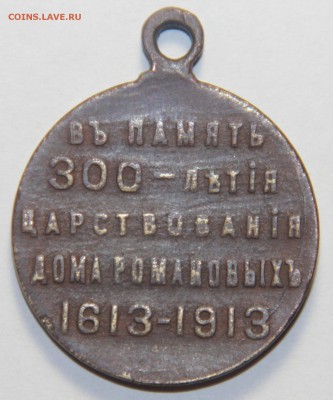 COINS.LAVE.RU
ВЪ ПАМЯТЬ
300-ЛѢТІЯ
ЦАРСТВОВАНІЯ
ДОМА РОМАНОВЫХЪ
1613-1913